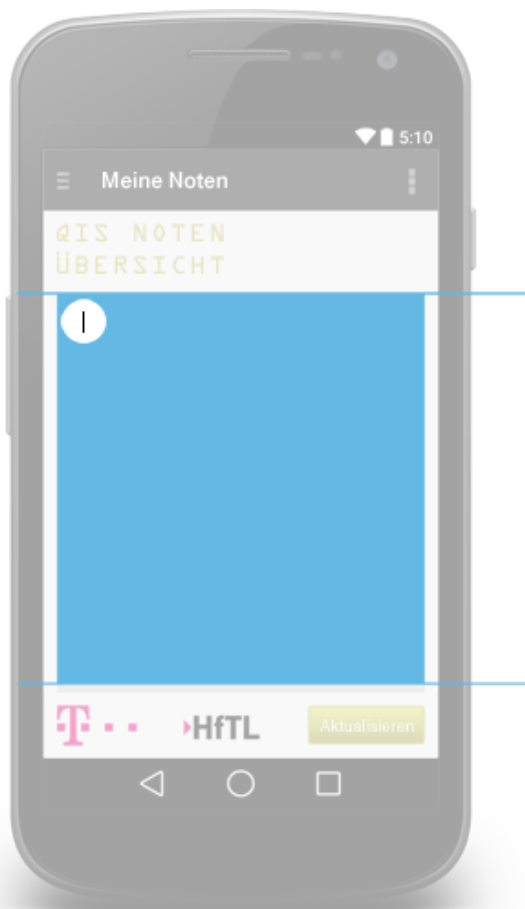 5:10
Meine Noten
QIS NOTEN
ÜBERSICHT
I
T
HfTL
Aktualisieren